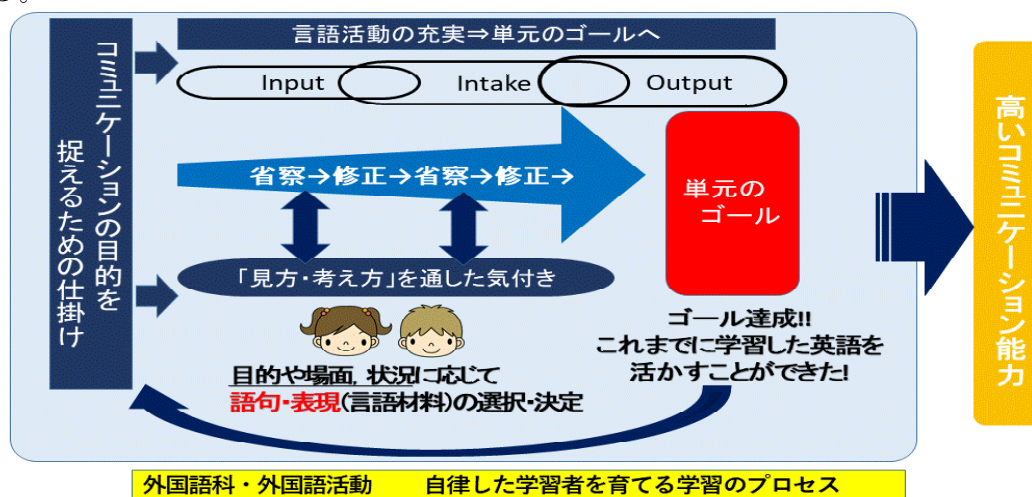 る。
コミュニケーションの目的を
捉えるための仕掛け
言語活動の充実⇒単元のゴールへ
Input Intake Output
省察→修正→省察→修正→
単元の
ゴール
「見方・考え方」を通した気付き
目的や場面，状況に応じて
語句・表現(言語材料)の選択・決定
ゴール達成!!
これまでに学習した英語を
活かすことができた!
高いコミュニケーション能力
外国語科・外国語活動 自律した学習者を育てる学習のプロセス